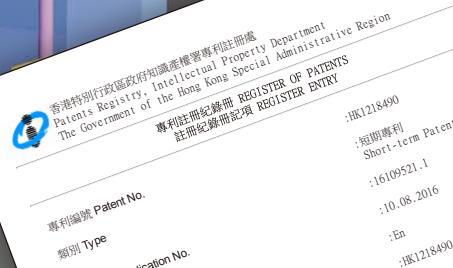 香港特別行政區政府知識產權署專利註冊處
Patents Registry, Intellectual Property Department
The Government of the Hong Kong Special Administrative Region
專利註冊紀錄冊 REGISTER OF PATENTS
註冊紀錄冊記項 REGISTER ENTRY
專利編號 Patent No.
:HK1218490
類別 Type
:短期專利
Short-term Paten
ication No.
:16109521.1
:10.08.2016
:En
:HK1218490